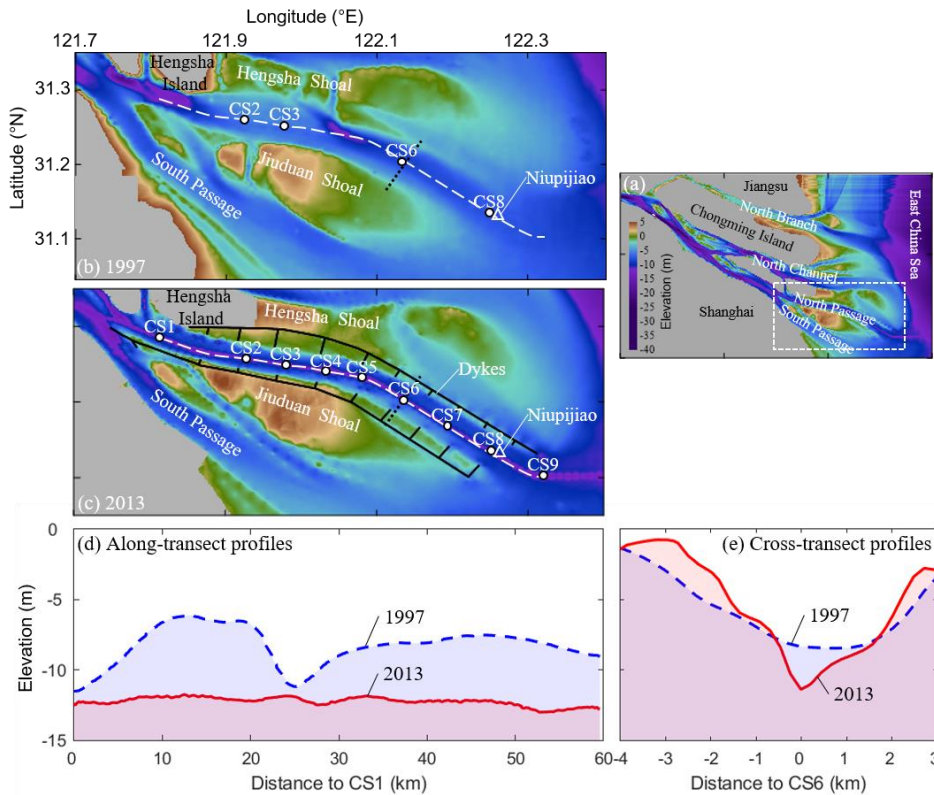 Longitude (°E)
121.7 121.9 122.1 122.3
Latitude (°N)
31.3
31.2
31.1
Hengsha
Island
Hengsha Shoal
CS2 CS3
CS6
Jiuduan Shoal
South Passage
CS8
Niupijiao
(b) 1997
(a)
Jiangsu
North Branch
Chongming Island
North Channel
Shanghai
North Passage
South Passage
East China Sea
Elevation (m)
5
0
-5
-10
-15
-20
-25
-30
-35
-40
Hengsha
Island
Hengsha Shoal
CS1
CS2
CS3
CS4
CS5
Dykes
CS6
Jiuduan Shoal
South Passage
CS7
Niupijiao
CS8
CS9
(c) 2013
(d) Along-transect profiles
1997
2013
Elevation (m)
0
-5
-10
-15
0 10 20 30 40 50 60
Distance to CS1 (km)
(e) Cross-transect profiles
1997
2013
-4 -3 -2 -1 0 1 2 3
Distance to CS6 (km)